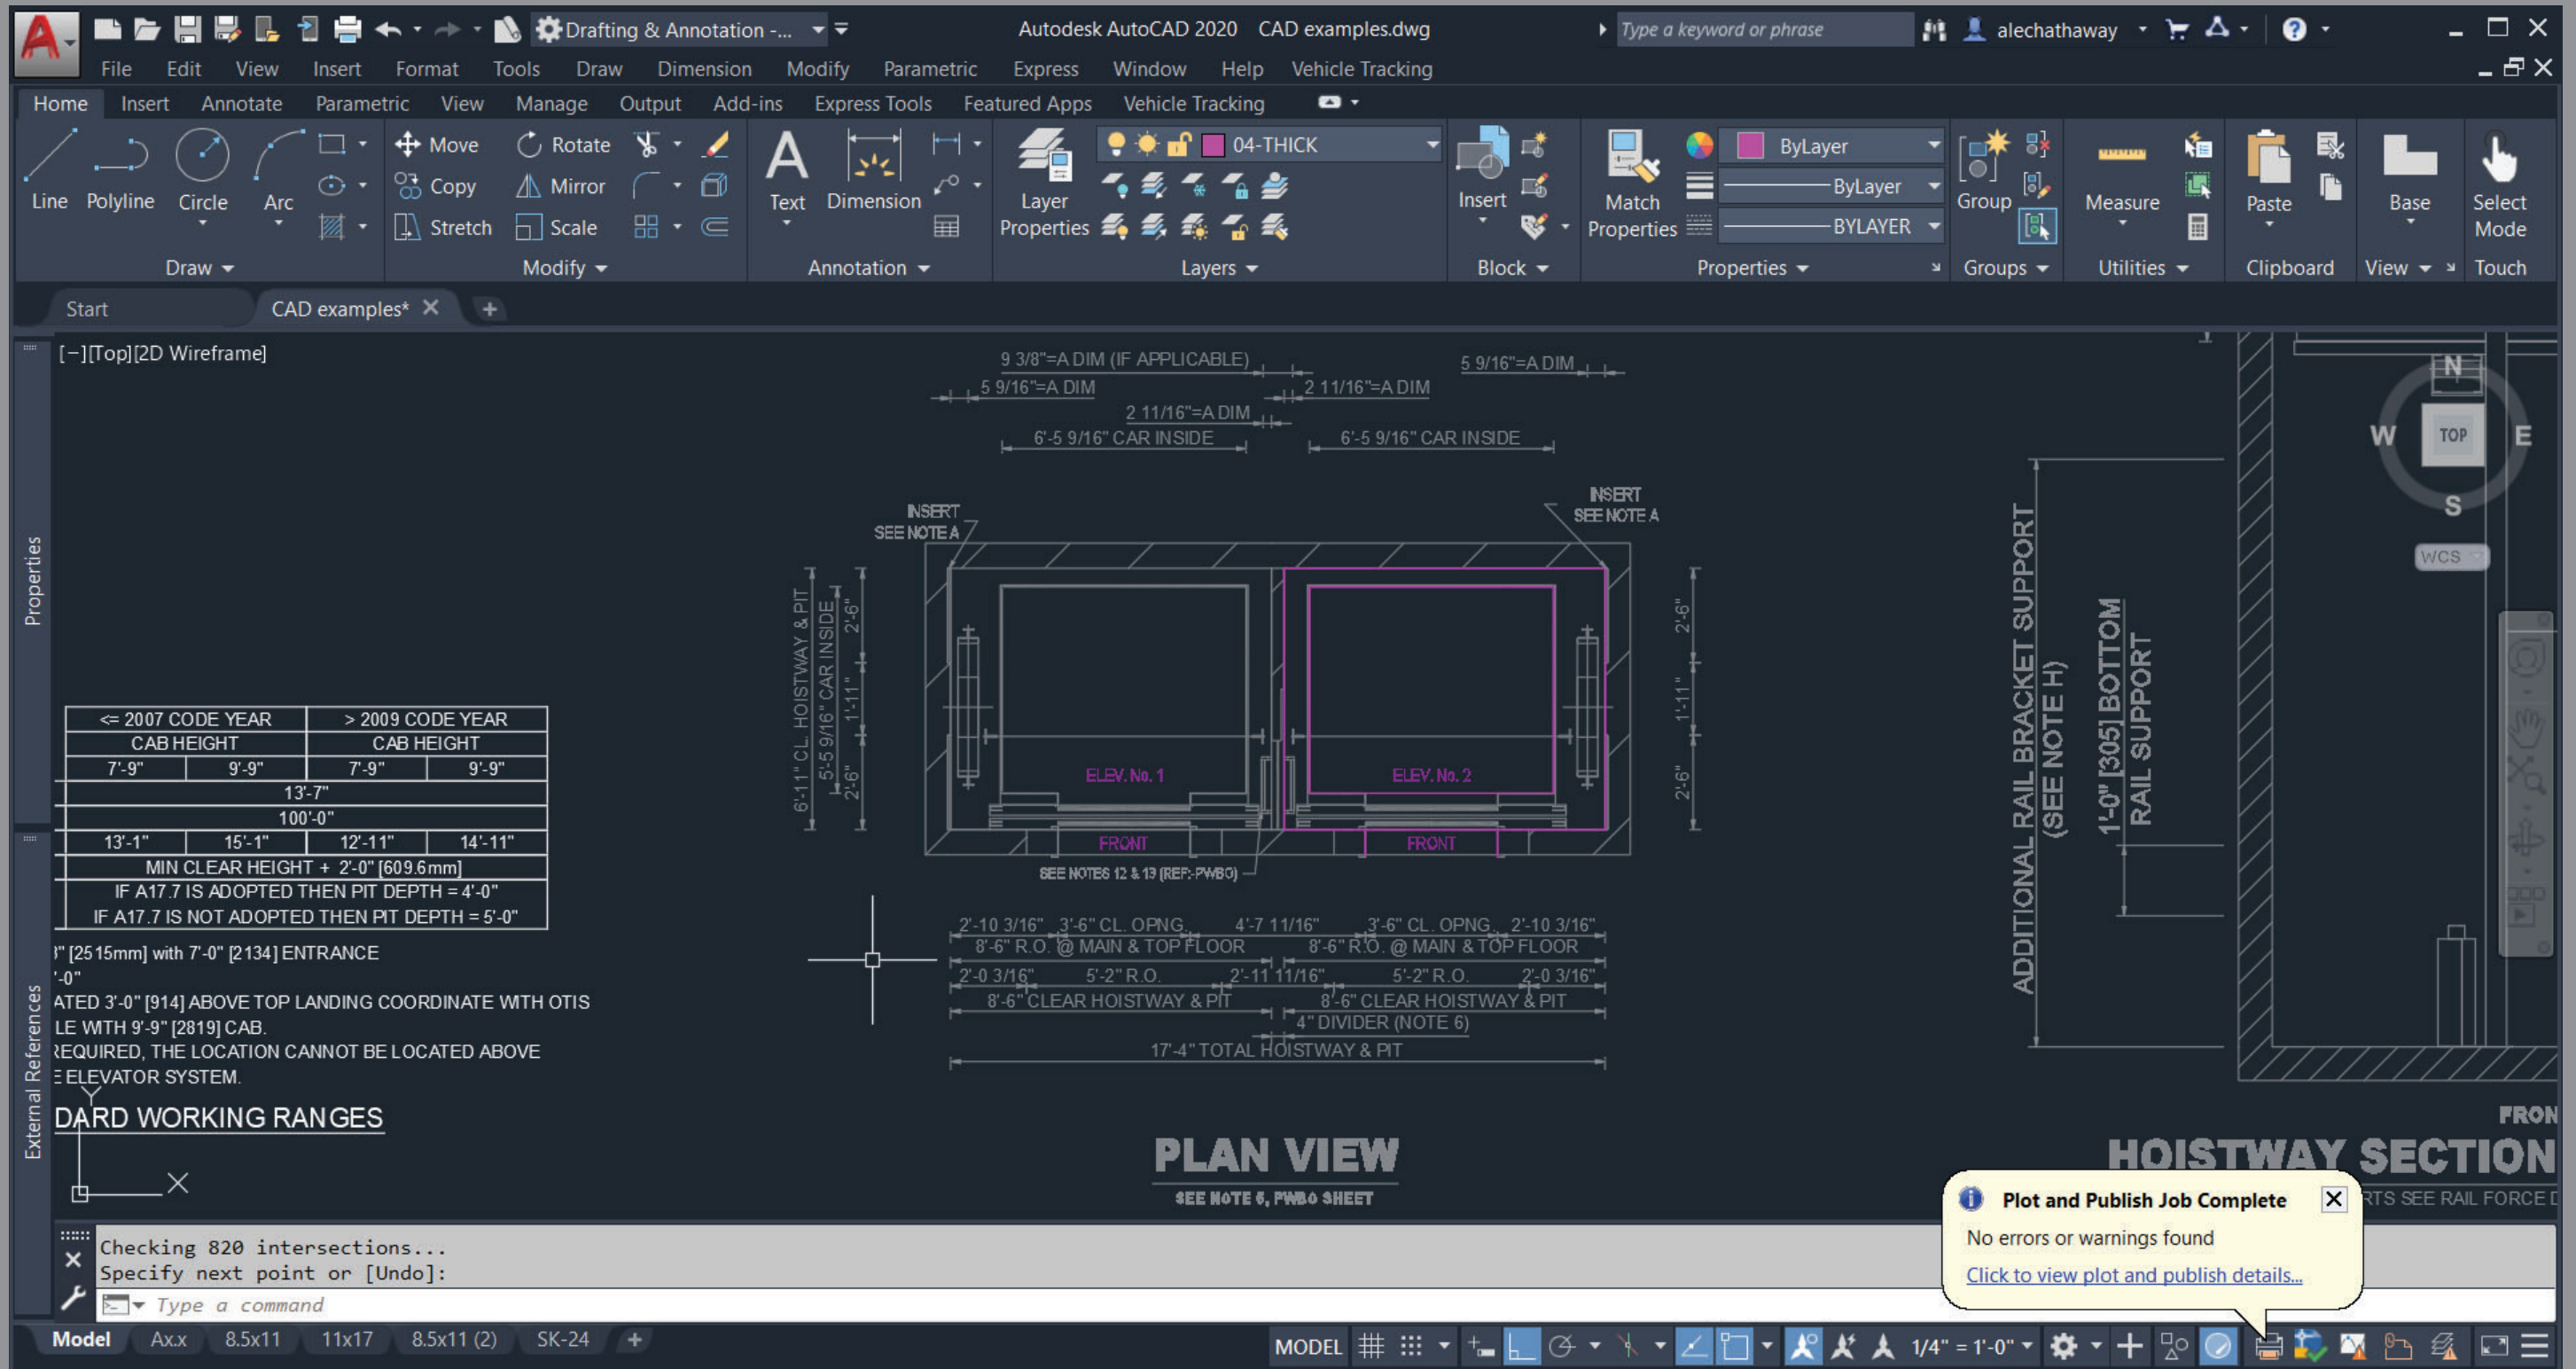 Drafting & Annotation -...
Autodesk AutoCAD 2020 CAD examples.dwg
Type a keyword or phrase
alechathaway
File Edit View Insert Format Tools Draw Dimension Modify Parametric Express Window Help Vehicle Tracking
Home Insert Annotate Parametric View Manage Output Add-ins Express Tools Featured Apps Vehicle Tracking
Line Polyline Circle Arc
Draw
Move Rotate
Copy Mirror
Stretch Scale
Modify
Text Dimension
Annotation
Layer Properties
04-THICK
Layers
Insert
Block
Match Properties
ByLayer
ByLayer
BYLAYER
Properties
Group
Groups
Measure
Utilities
Paste
Clipboard
Base
View
Select Mode
Touch
Start CAD examples*
[−][Top][2D Wireframe]
Properties
External References
9 3/8"=A DIM (IF APPLICABLE)
5 9/16"=A DIM
5 9/16"=A DIM
2 11/16"=A DIM
2 11/16"=A DIM
6'-5 9/16" CAR INSIDE
6'-5 9/16" CAR INSIDE
INSERT
SEE NOTE A
INSERT
SEE NOTE A
6'-11" CL. HOISTWAY & PIT
5'-5 9/16" CAR INSIDE
2'-6"
1'-11"
2'-6"
2'-6"
1'-11"
2'-6"
ELEV. No. 1
ELEV. No. 2
FRONT
FRONT
SEE NOTES 12 & 13 (REF:-PWBO)
2'-10 3/16" 3'-6" CL. OPNG. 4'-7 11/16" 3'-6" CL. OPNG. 2'-10 3/16"
8'-6" R.O. @ MAIN & TOP FLOOR 8'-6" R.O. @ MAIN & TOP FLOOR
2'-0 3/16" 5'-2" R.O. 2'-11 11/16" 5'-2" R.O. 2'-0 3/16"
8'-6" CLEAR HOISTWAY & PIT 8'-6" CLEAR HOISTWAY & PIT
4" DIVIDER (NOTE 6)
17'-4" TOTAL HOISTWAY & PIT
PLAN VIEW
SEE NOTE 6, PWBO SHEET
<= 2007 CODE YEAR > 2009 CODE YEAR
CAB HEIGHT CAB HEIGHT
7'-9" 9'-9" 7'-9" 9'-9"
13'-7"
100'-0"
13'-1" 15'-1" 12'-11" 14'-11"
MIN CLEAR HEIGHT + 2'-0" [609.6mm]
IF A17.7 IS ADOPTED THEN PIT DEPTH = 4'-0"
IF A17.7 IS NOT ADOPTED THEN PIT DEPTH = 5'-0"
[2515mm] with 7'-0" [2134] ENTRANCE
'-0"
ATED 3'-0" [914] ABOVE TOP LANDING COORDINATE WITH OTIS
LE WITH 9'-9" [2819] CAB.
REQUIRED, THE LOCATION CANNOT BE LOCATED ABOVE
E ELEVATOR SYSTEM.
DARD WORKING RANGES
Y
X
ADDITIONAL RAIL BRACKET SUPPORT
(SEE NOTE H)
1'-0" [305] BOTTOM
RAIL SUPPORT
N
W TOP E
S
WCS
FRON
HOISTWAY SECTION
RTS SEE RAIL FORCE
Plot and Publish Job Complete
No errors or warnings found
Click to view plot and publish details...
Checking 820 intersections...
Specify next point or [Undo]:
Type a command
Model Ax.x 8.5x11 11x17 8.5x11 (2) SK-24
MODEL 1/4" = 1'-0"